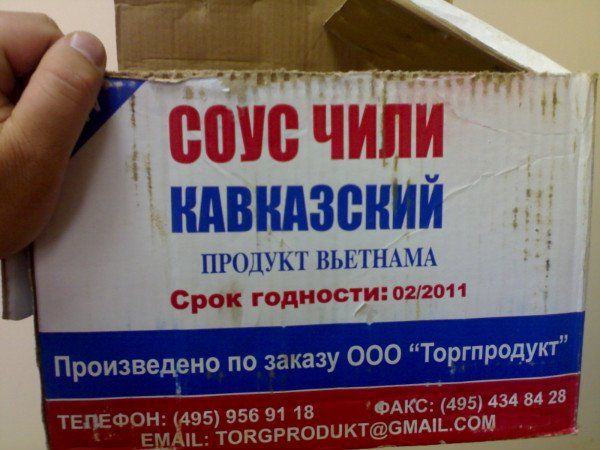 СОУС ЧИЛИ
КАВКАЗСКИЙ
ПРОДУКТ ВЬЕТНАМА
Срок годности: 02/2011
Произведено по заказу ООО “Торгпродукт”
ТЕЛЕФОН: (495) 956 91 18 ФАКС: (495) 434 84 28
EMAIL: TORGPRODUKT@GMAIL.COM